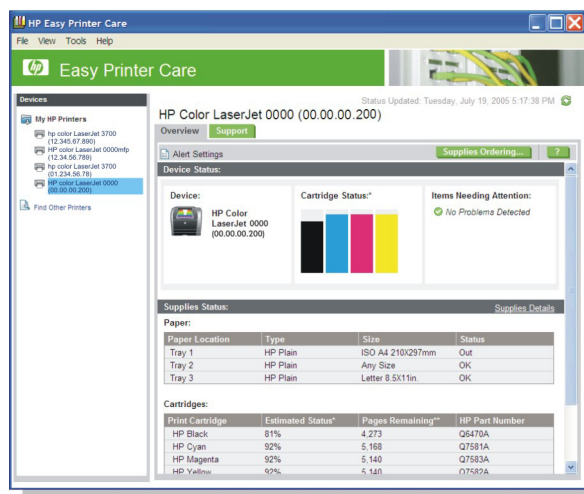 HP Easy Printer Care
File View Tools Help
hp Easy Printer Care
Devices
My HP Printers
hp color LaserJet 3700
(12.345.67.890)
HP color LaserJet 0000mfp
(12.34.56.789)
hp color LaserJet 3700
(01.234.56.78)
HP color LaserJet 0000
(00.00.00.200)
Find Other Printers
Status Updated: Tuesday, July 19, 2005 5:17:38 PM
HP Color LaserJet 0000 (00.00.00.200)
Overview Support
Alert Settings Supplies Ordering... ?
Device Status:
Device: Cartridge Status:* Items Needing Attention:
HP Color
LaserJet 0000
(00.00.00.200)
No Problems Detected
Supplies Status: Supplies Details
Paper:
Paper Location Type Size Status
Tray 1 HP Plain ISO A4 210X297mm Out
Tray 2 HP Plain Any Size OK
Tray 3 HP Plain Letter 8.5X11in. OK
Cartridges:
Print Cartridge Estimated Status* Pages Remaining** HP Part Number
HP Black 81% 4,273 Q6470A
HP Cyan 92% 5,168 Q7581A
HP Magenta 92% 5,140 Q7583A
HP Yellow 92% 5,140 Q7582A